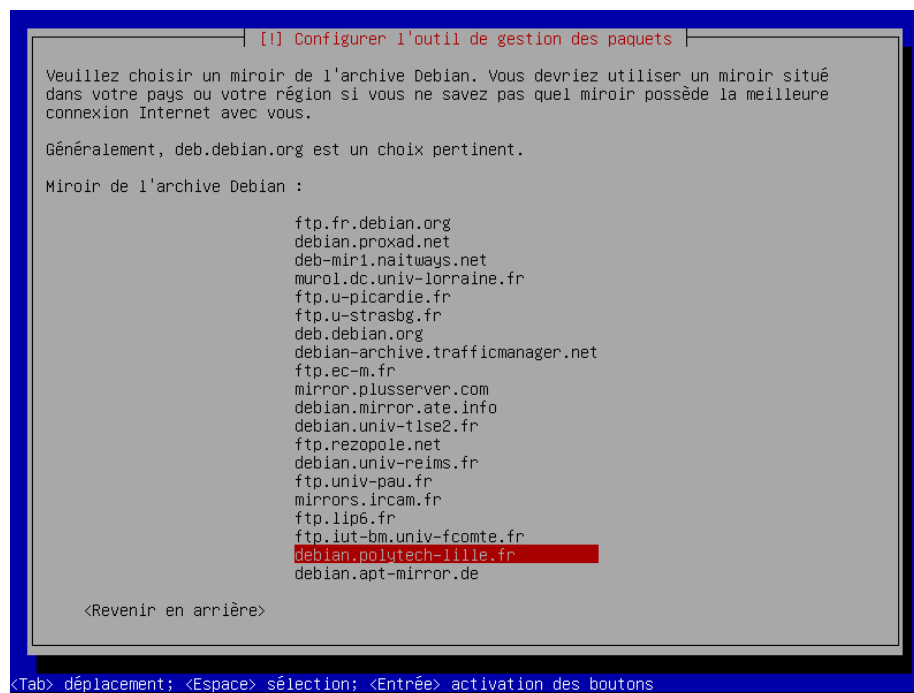 [!] Configurer l'outil de gestion des paquets
Veuillez choisir un miroir de l'archive Debian. Vous devriez utiliser un miroir situé
dans votre pays ou votre région si vous ne savez pas quel miroir possède la meilleure
connexion Internet avec vous.
Généralement, deb.debian.org est un choix pertinent.
Miroir de l'archive Debian :
ftp.fr.debian.org
debian.proxad.net
deb-mir1.naitways.net
murol.dc.univ-lorraine.fr
ftp.u-picardie.fr
ftp.u-strasbg.fr
deb.debian.org
debian-archive.trafficmanager.net
ftp.ec-m.fr
mirror.plusserver.com
debian.mirror.ate.info
debian.univ-tlse2.fr
ftp.rezopole.net
debian.univ-reims.fr
ftp.univ-pau.fr
mirrors.ircam.fr
ftp.lip6.fr
ftp.iut-bm.univ-fcomte.fr
debian.polytech-lille.fr
debian.apt-mirror.de
<Revenir en arrière>
<Tab> déplacement; <Espace> sélection; <Entrée> activation des boutons